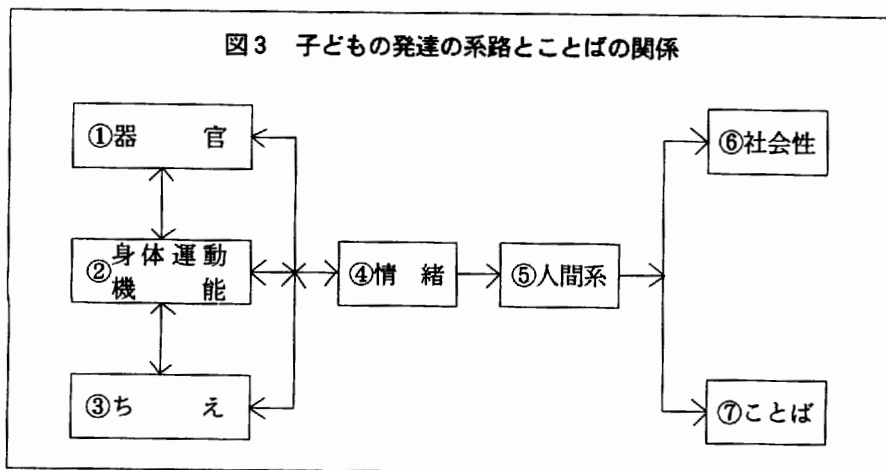 図3 子どもの発達の系路とことばの関係
①器官
②身体運動
機能
③ちえ
④情緒
⑤人間系
⑥社会性
⑦ことば